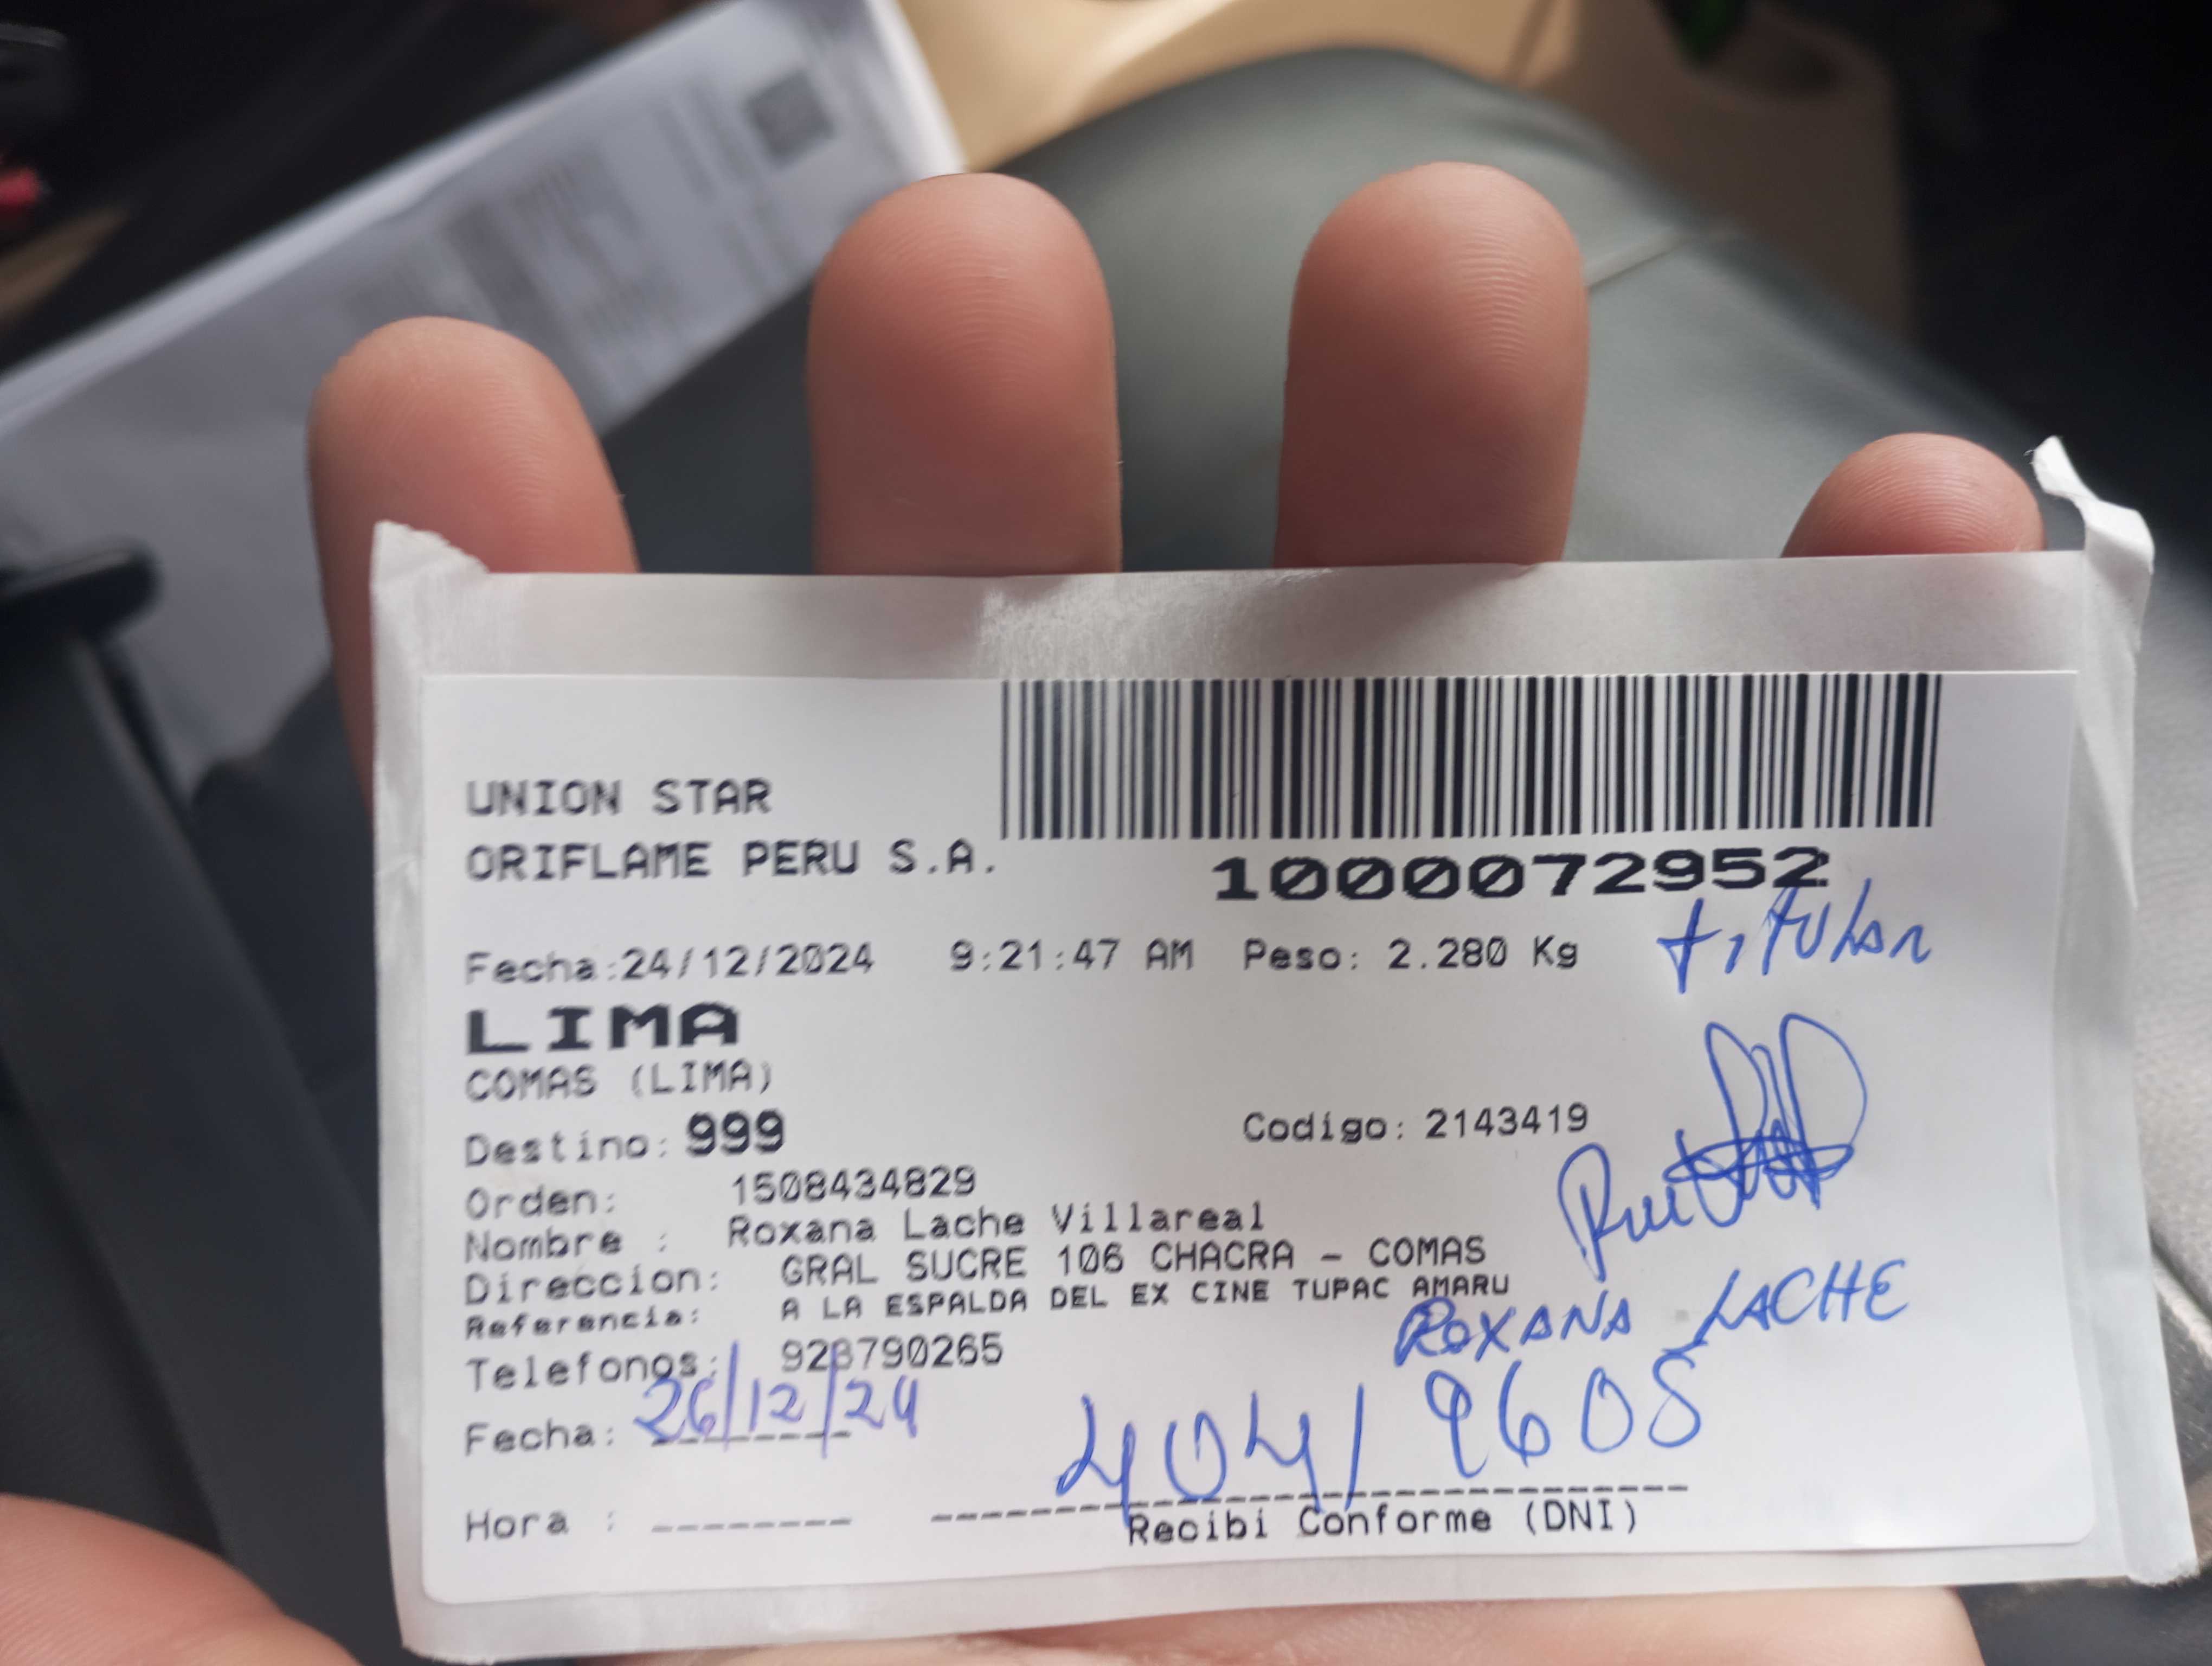 UNION STAR
ORIFLAME PERU S.A.
1000072952
Fecha:24/12/2024 9:21:47 AM Peso: 2.280 Kg
titular
LIMA
COMAS (LIMA)
Destino: 999 Codigo: 2143419
Orden: 1508434829
Nombre : Roxana Lache Villareal
Direccion: GRAL SUCRE 106 CHACRA - COMAS
Referencia: A LA ESPALDA DEL EX CINE TUPAC AMARU
ROXANA LACHE
Telefonos: 928790265
Fecha: 26/12/24
40419605
Hora :
Recibi Conforme (DNI)